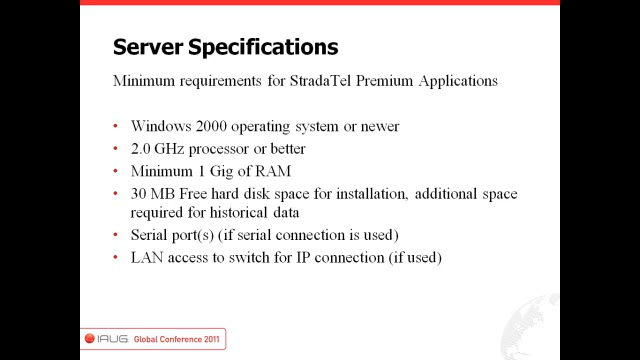 Server Specifications
Minimum requirements for StradaTel Premium Applications
• Windows 2000 operating system or newer
• 2.0 GHz processor or better
• Minimum 1 Gig of RAM
• 30 MB Free hard disk space for installation, additional space
required for historical data
• Serial port(s) (if serial connection is used)
• LAN access to switch for IP connection (if used)
IAUG Global Conference 2011